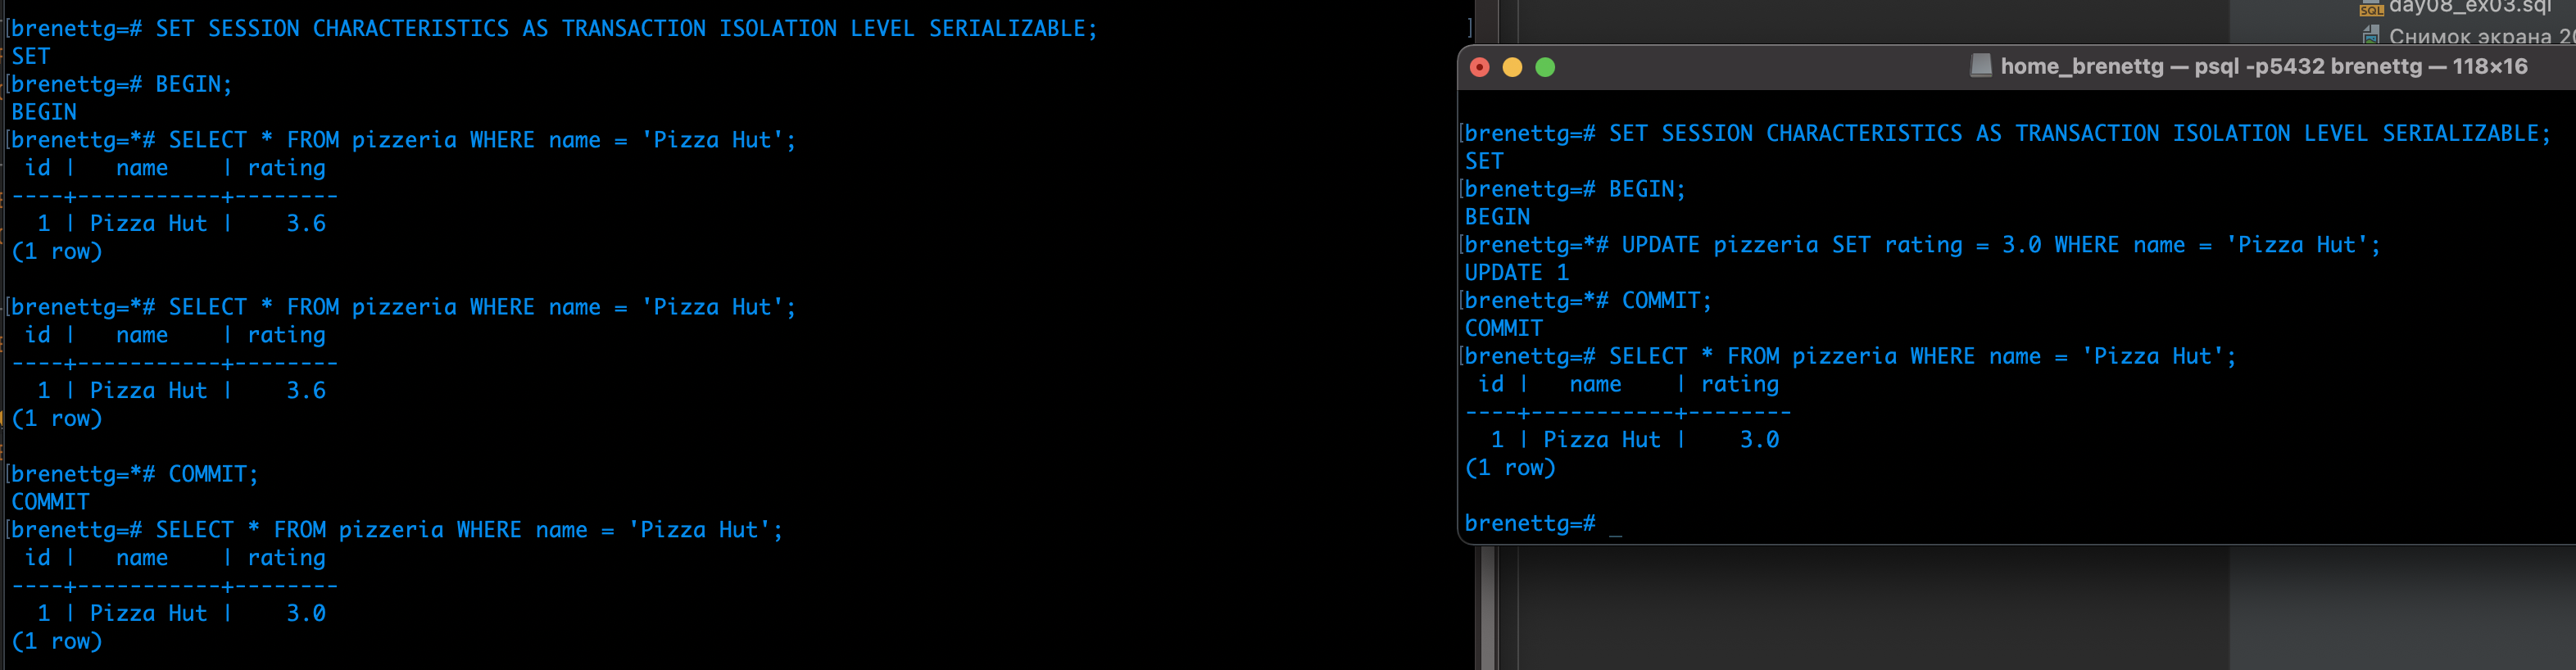 brenettg=# SET SESSION CHARACTERISTICS AS TRANSACTION ISOLATION LEVEL SERIALIZABLE;
SET
brenettg=# BEGIN;
BEGIN
brenettg=*# SELECT * FROM pizzeria WHERE name = 'Pizza Hut';
 id |   name    | rating
----+-----------+--------
  1 | Pizza Hut |    3.6
(1 row)

brenettg=*# SELECT * FROM pizzeria WHERE name = 'Pizza Hut';
 id |   name    | rating
----+-----------+--------
  1 | Pizza Hut |    3.6
(1 row)

brenettg=*# COMMIT;
COMMIT
brenettg=# SELECT * FROM pizzeria WHERE name = 'Pizza Hut';
 id |   name    | rating
----+-----------+--------
  1 | Pizza Hut |    3.0
(1 row)

SQL day08_ex03.sql
Снимок экрана 20
home_brenettg — psql -p5432 brenettg — 118×16
brenettg=# SET SESSION CHARACTERISTICS AS TRANSACTION ISOLATION LEVEL SERIALIZABLE;
SET
brenettg=# BEGIN;
BEGIN
brenettg=*# UPDATE pizzeria SET rating = 3.0 WHERE name = 'Pizza Hut';
UPDATE 1
brenettg=*# COMMIT;
COMMIT
brenettg=# SELECT * FROM pizzeria WHERE name = 'Pizza Hut';
 id |   name    | rating
----+-----------+--------
  1 | Pizza Hut |    3.0
(1 row)

brenettg=# _